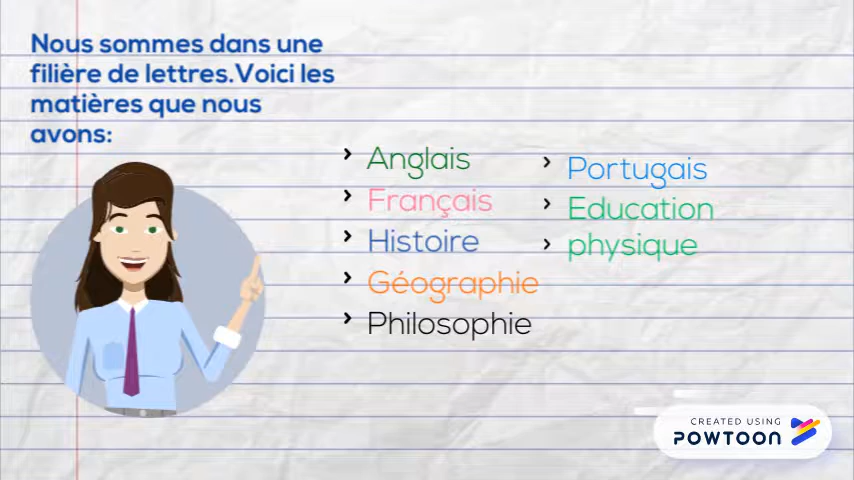 Nous sommes dans une
filière de lettres.Voici les
matières que nous
avons:
Anglais
Français
Histoire
Géographie
Philosophie
Portugais
Education
physique
CREATED USING
POWTOON